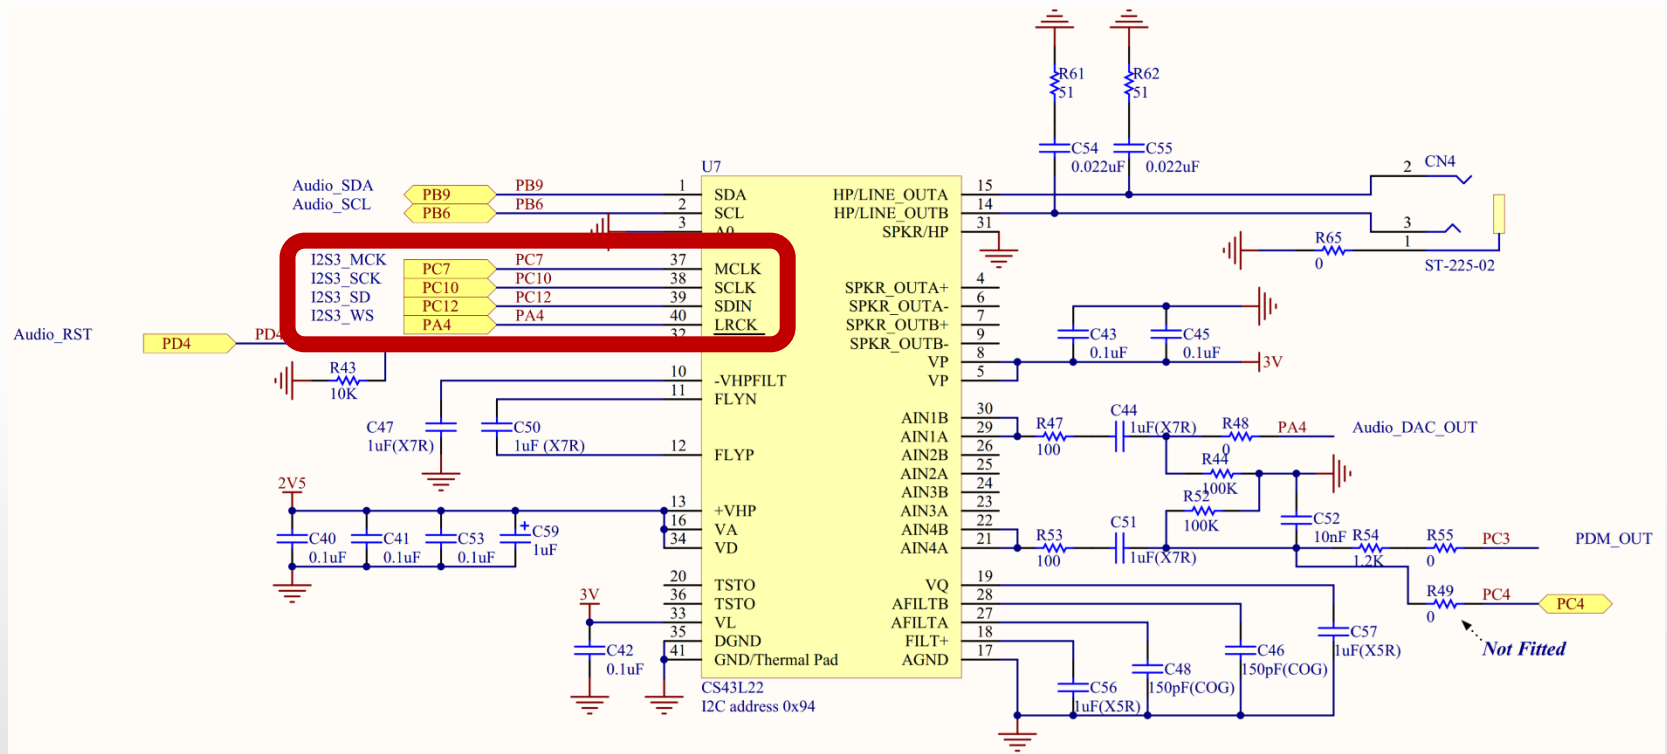 R61
51
R62
51
C54
0.022uF
C55
0.022uF
U7
CN4
2
3
1
ST-225-02
R65
0
Audio_SDA
PB9
PB9
1
SDA
Audio_SCL
PB6
PB6
2
SCL
3
A0
I2S3_MCK
PC7
PC7
37
MCLK
I2S3_SCK
PC10
PC10
38
SCLK
I2S3_SD
PC12
PC12
39
SDIN
I2S3_WS
PA4
PA4
40
LRCK
32
Audio_RST
PD4
PD4
R43
10K
10
-VHPFILT
11
FLYN
12
FLYP
C47
1uF(X7R)
C50
1uF (X7R)
2V5
13
+VHP
16
VA
34
VD
C40
0.1uF
C41
0.1uF
C53
0.1uF
+
C59
1uF
20
TSTO
36
TSTO
33
VL
35
DGND
41
GND/Thermal Pad
3V
C42
0.1uF
CS43L22
I2C address 0x94
HP/LINE_OUTA
15
HP/LINE_OUTB
14
SPKR/HP
31
SPKR_OUTA+
4
SPKR_OUTA-
6
SPKR_OUTB+
7
SPKR_OUTB-
9
VP
8
VP
5
C43
0.1uF
C45
0.1uF
3V
AIN1B
30
AIN1A
29
AIN2B
26
AIN2A
25
AIN3B
24
AIN3A
23
AIN4B
22
AIN4A
21
R47
100
C44
1uF(X7R)
R48
0
PA4
Audio_DAC_OUT
R44
100K
R52
100K
C52
10nF
R53
100
C51
1uF(X7R)
R54
1.2K
R55
0
PC3
PDM_OUT
R49
0
PC4
PC4
Not Fitted
VQ
19
AFILTB
28
AFILTA
27
FILT+
18
AGND
17
C57
1uF(X5R)
C46
150pF(COG)
C48
150pF(COG)
C56
1uF(X5R)